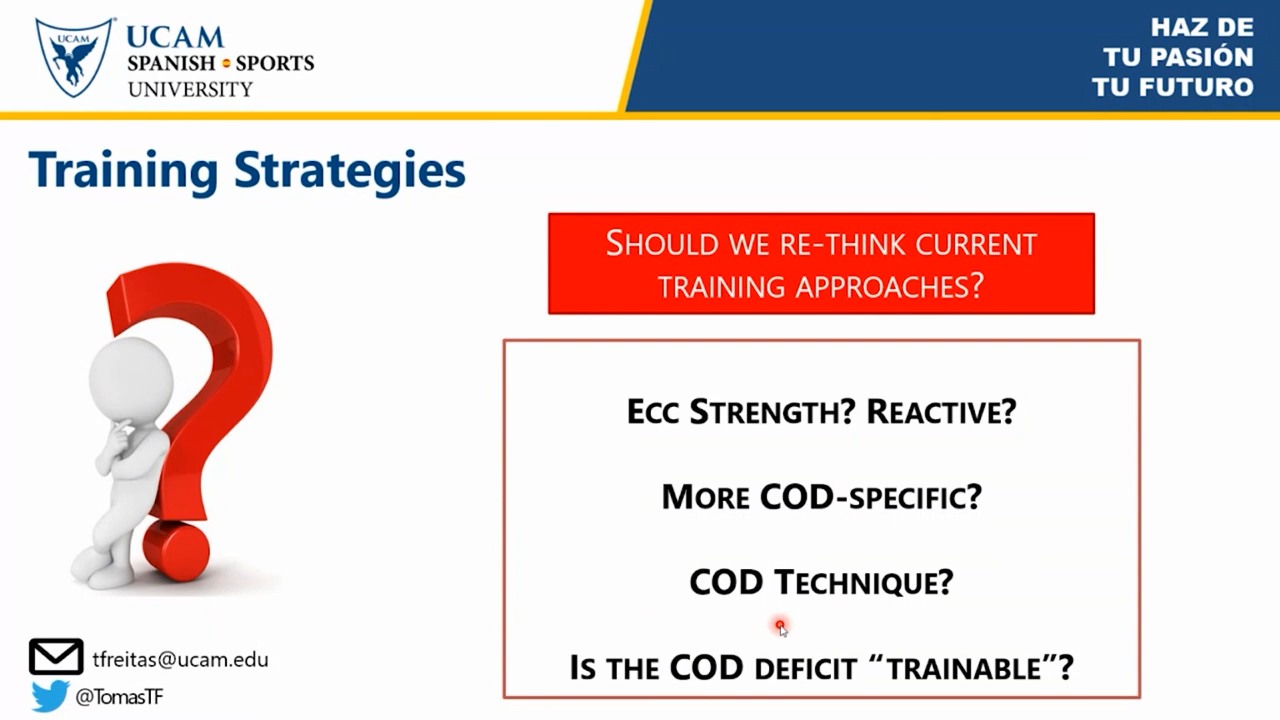 UCAM
UCAM
SPANISH SPORTS
UNIVERSITY
HAZ DE
TU PASIÓN
TU FUTURO
Training Strategies
SHOULD WE RE-THINK CURRENT
TRAINING APPROACHES?
ECC STRENGTH? REACTIVE?
MORE COD-SPECIFIC?
COD TECHNIQUE?
IS THE COD DEFICIT “TRAINABLE”?
tfreitas@ucam.edu
@TomasTF